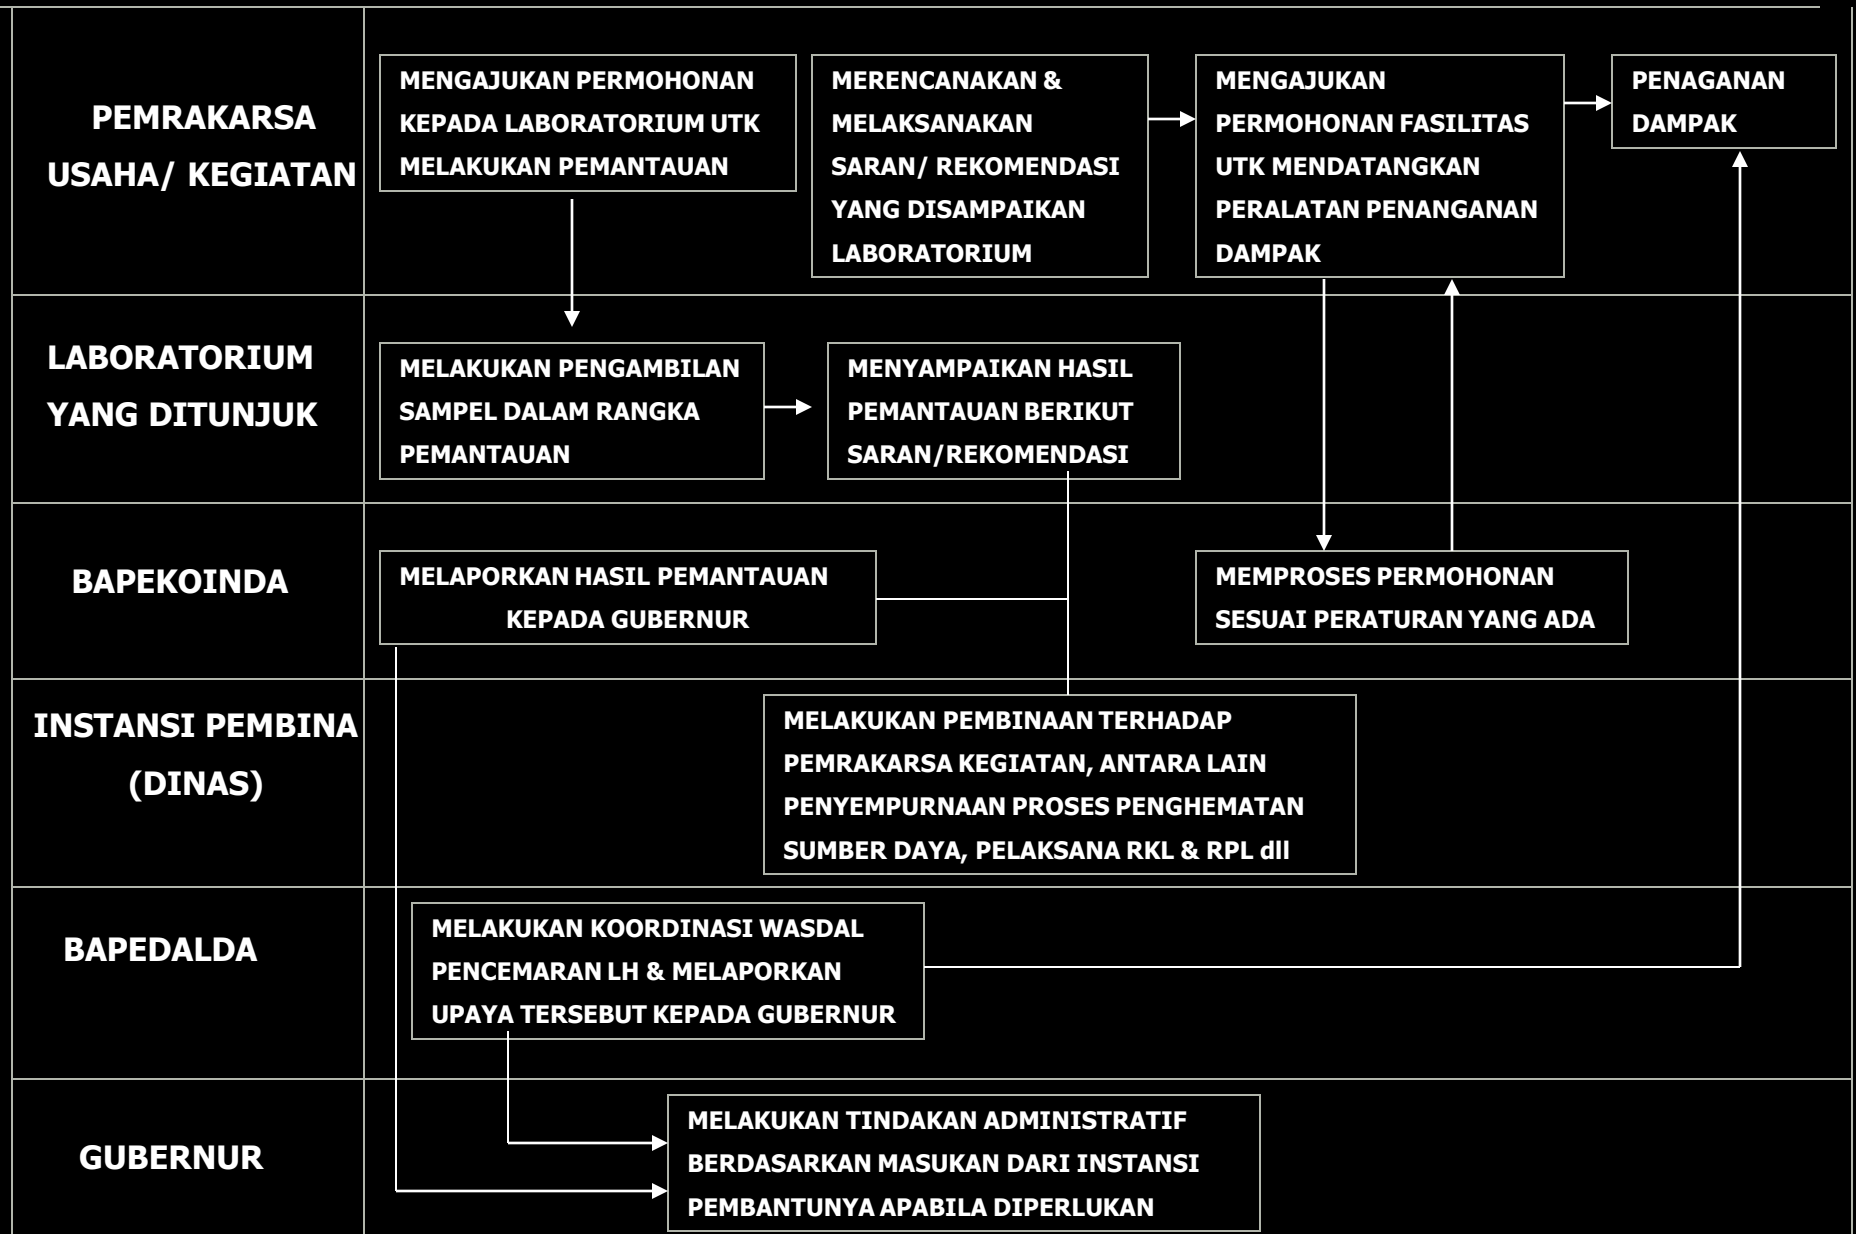 PEMRAKARSA
USAHA/ KEGIATAN
MENGAJUKAN PERMOHONAN
KEPADA LABORATORIUM UTK
MELAKUKAN PEMANTAUAN
MERENCANAKAN &
MELAKSANAKAN
SARAN/ REKOMENDASI
YANG DISAMPAIKAN
LABORATORIUM
MENGAJUKAN
PERMOHONAN FASILITAS
UTK MENDATANGKAN
PERALATAN PENANGANAN
DAMPAK
PENAGANAN
DAMPAK
LABORATORIUM
YANG DITUNJUK
MELAKUKAN PENGAMBILAN
SAMPEL DALAM RANGKA
PEMANTAUAN
MENYAMPAIKAN HASIL
PEMANTAUAN BERIKUT
SARAN/REKOMENDASI
BAPEKOINDA
MELAPORKAN HASIL PEMANTAUAN
KEPADA GUBERNUR
MEMPROSES PERMOHONAN
SESUAI PERATURAN YANG ADA
INSTANSI PEMBINA
(DINAS)
MELAKUKAN PEMBINAAN TERHADAP
PEMRAKARSA KEGIATAN, ANTARA LAIN
PENYEMPURNAAN PROSES PENGHEMATAN
SUMBER DAYA, PELAKSANA RKL & RPL dll
BAPEDALDA
MELAKUKAN KOORDINASI WASDAL
PENCEMARAN LH & MELAPORKAN
UPAYA TERSEBUT KEPADA GUBERNUR
GUBERNUR
MELAKUKAN TINDAKAN ADMINISTRATIF
BERDASARKAN MASUKAN DARI INSTANSI
PEMBANTUNYA APABILA DIPERLUKAN